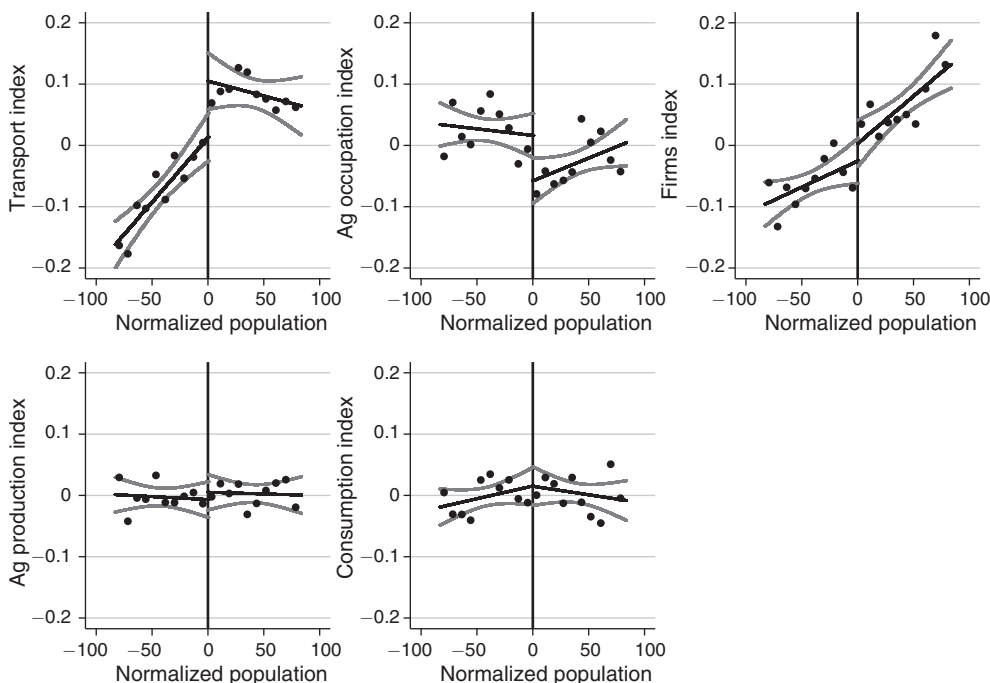 Transport index
0.2
0.1
0
−0.1
−0.2
−100 −50 0 50 100
Normalized population
Ag occupation index
0.2
0.1
0
−0.1
−0.2
−100 −50 0 50 100
Normalized population
Firms index
0.2
0.1
0
−0.1
−0.2
−100 −50 0 50 100
Normalized population
Ag production index
0.2
0.1
0
−0.1
−0.2
−100 −50 0 50 100
Normalized population
Consumption index
0.2
0.1
0
−0.1
−0.2
−100 −50 0 50 100
Normalized population